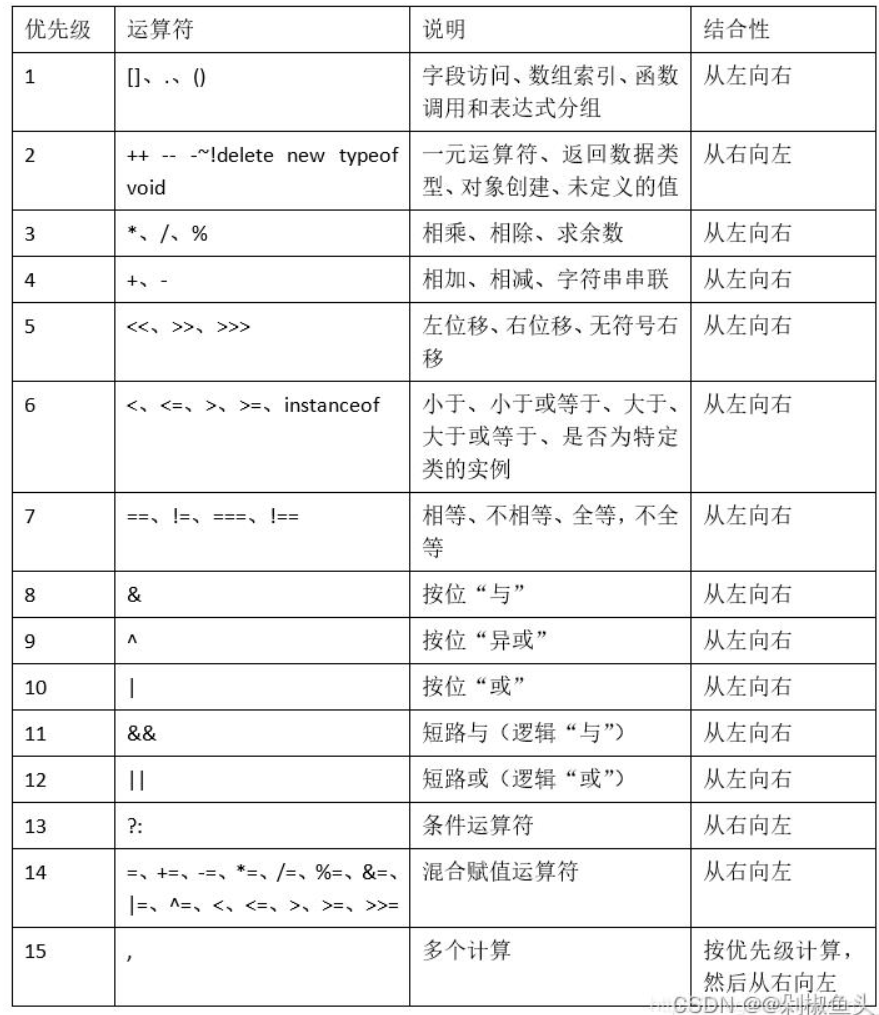 优先级 运算符 说明 结合性
1 []、.、() 字段访问、数组索引、函数 从左向右
调用和表达式分组
2 ++ -- -~!delete new typeof 一元运算符、返回数据类 从右向左
void 型、对象创建、未定义的值
3 *、/、% 相乘、相除、求余数 从左向右
4 +、- 相加、相减、字符串串联 从左向右
5 <<、>>、>>> 左位移、右位移、无符号右 从左向右
移
6 <、<=、>、>=、instanceof 小于、小于或等于、大于、 从左向右
大于或等于、是否为特定
类的实例
7 ==、!=、===、!== 相等、不相等、全等，不全 从左向右
等
8 & 按位“与” 从左向右
9 ^ 按位“异或” 从左向右
10 | 按位“或” 从左向右
11 && 短路与（逻辑“与”） 从左向右
12 || 短路或（逻辑“或”） 从左向右
13 ?: 条件运算符 从右向左
14 =、+=、-=、*=、/=、%=、&=、 混合赋值运算符 从右向左
|=、^=、<、<=、>、>=、>>=
15 , 多个计算 按优先级计算，
然后从右向左
CSDN @@剁椒鱼头